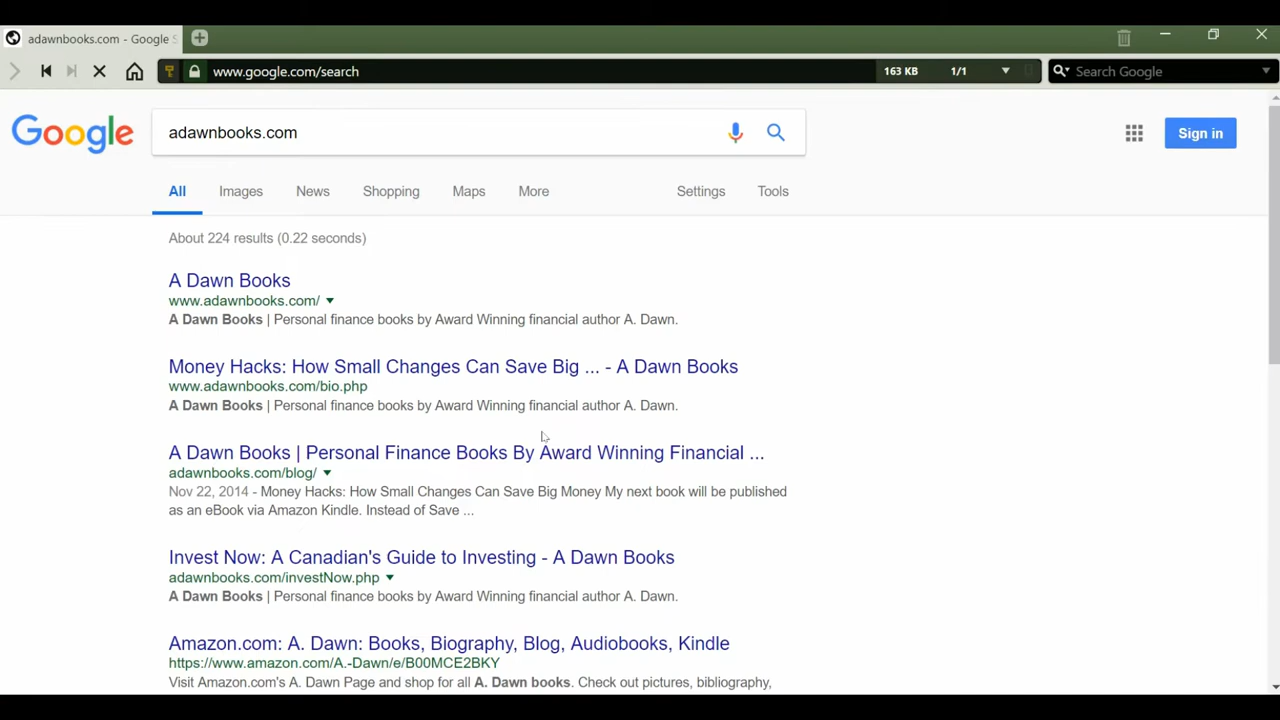 adawnbooks.com - Google S
www.google.com/search
163 KB
1/1
Search Google
Google
adawnbooks.com
Sign in
All
Images
News
Shopping
Maps
More
Settings
Tools
About 224 results (0.22 seconds)
A Dawn Books
www.adawnbooks.com/
A Dawn Books | Personal finance books by Award Winning financial author A. Dawn.
Money Hacks: How Small Changes Can Save Big ... - A Dawn Books
www.adawnbooks.com/bio.php
A Dawn Books | Personal finance books by Award Winning financial author A. Dawn.
A Dawn Books | Personal Finance Books By Award Winning Financial ...
adawnbooks.com/blog/
Nov 22, 2014 - Money Hacks: How Small Changes Can Save Big Money My next book will be published
as an eBook via Amazon Kindle. Instead of Save ...
Invest Now: A Canadian's Guide to Investing - A Dawn Books
adawnbooks.com/investNow.php
A Dawn Books | Personal finance books by Award Winning financial author A. Dawn.
Amazon.com: A. Dawn: Books, Biography, Blog, Audiobooks, Kindle
https://www.amazon.com/A.-Dawn/e/B00MCE2BKY
Visit Amazon.com's A. Dawn Page and shop for all A. Dawn books. Check out pictures, bibliography,